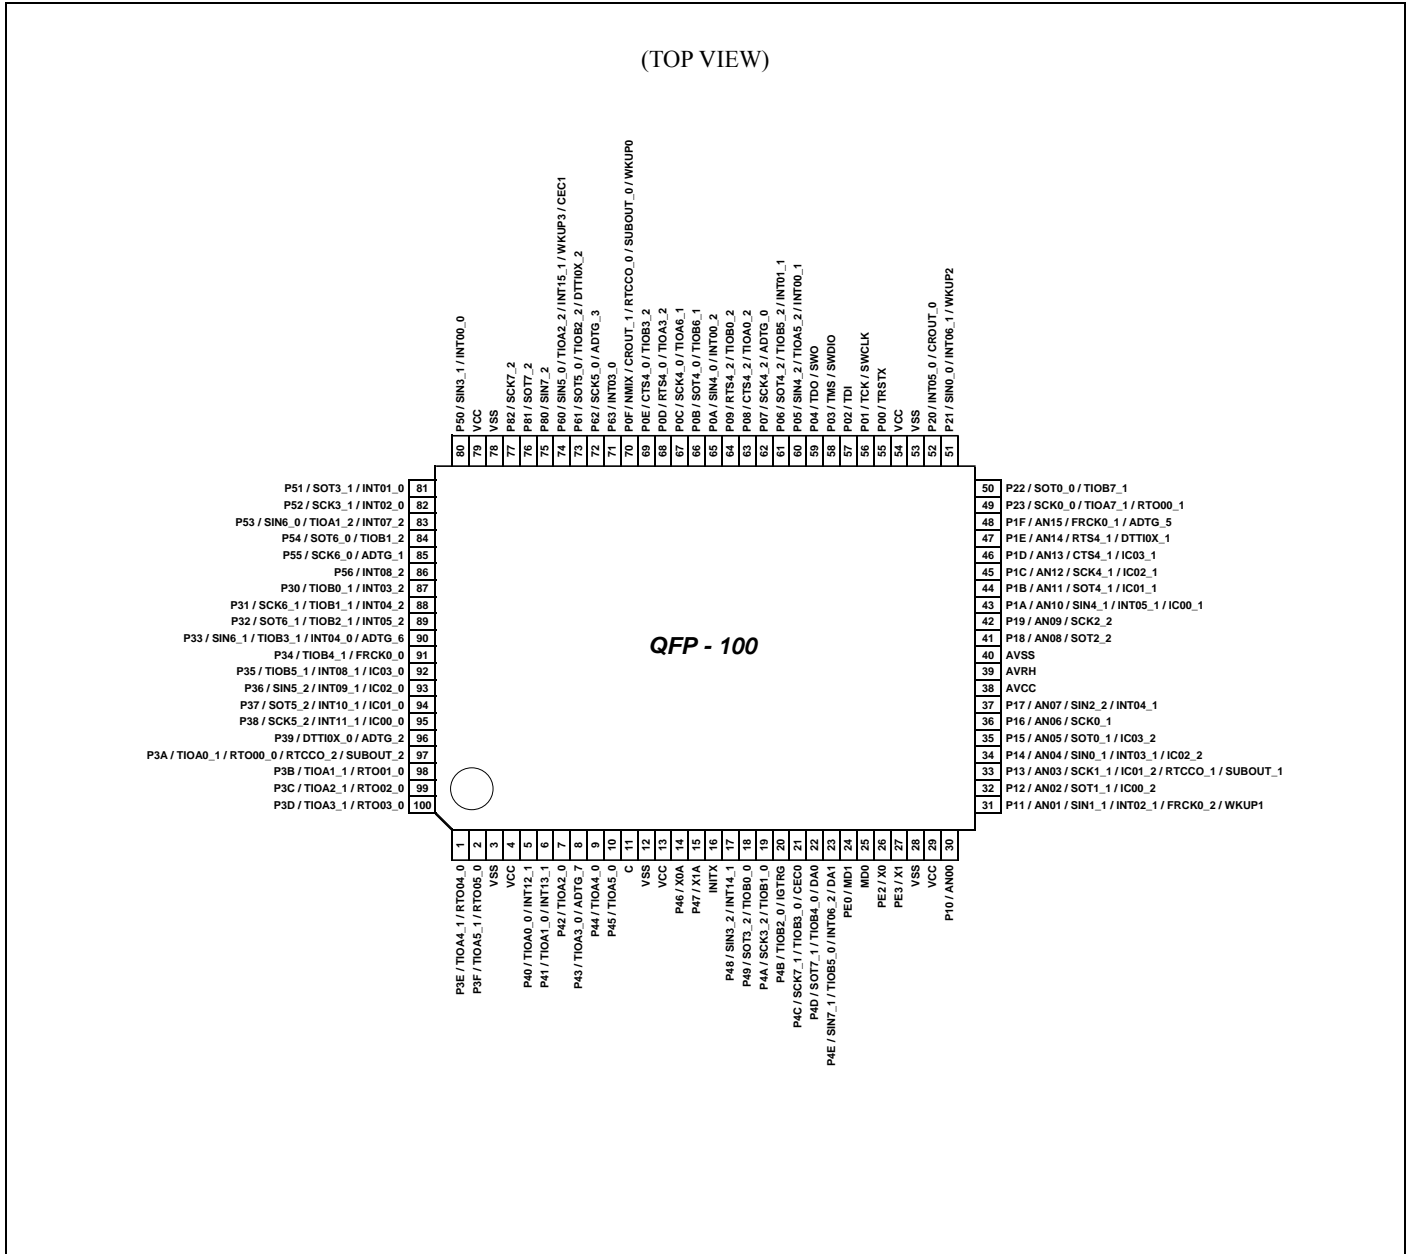 (TOP VIEW)
P50 / SIN3_1 / INT00_0
VCC
VSS
P82 / SCK7_2
P81 / SOT7_2
P80 / SIN7_2
P60 / SIN5_0 / TIOA2_2 / INT15_1 / WKUP3 / CEC1
P61 / SOT5_0 / TIOB2_2 / DTTI0X_2
P62 / SCK5_0 / ADTG_3
P63 / INT03_0
P0F / NMIX / CROUT_1 / RTCCO_0 / SUBOUT_0 / WKUP0
P0E / CTS4_0 / TIOB3_2
P0D / RTS4_0 / TIOA3_2
P0C / SCK4_0 / TIOA6_1
P0B / SOT4_0 / TIOB6_1
P0A / SIN4_0 / INT00_2
P09 / RTS4_2 / TIOB0_2
P08 / CTS4_2 / TIOA0_2
P07 / SCK4_2 / ADTG_0
P06 / SOT4_2 / TIOB5_2 / INT01_1
P05 / SIN4_2 / TIOA5_2 / INT00_1
P04 / TDO / SWO
P03 / TMS / SWDIO
P02 / TDI
P01 / TCK / SWCLK
P00 / TRSTX
VCC
VSS
P20 / INT05_0 / CROUT_0
P21 / SIN0_0 / INT06_1 / WKUP2
80 79 78 77 76 75 74 73 72 71 70 69 68 67 66 65 64 63 62 61 60 59 58 57 56 55 54 53 52 51
P51 / SOT3_1 / INT01_0 81
P52 / SCK3_1 / INT02_0 82
P53 / SIN6_0 / TIOA1_2 / INT07_2 83
P54 / SOT6_0 / TIOB1_2 84
P55 / SCK6_0 / ADTG_1 85
P56 / INT08_2 86
P30 / TIOB0_1 / INT03_2 87
P31 / SCK6_1 / TIOB1_1 / INT04_2 88
P32 / SOT6_1 / TIOB2_1 / INT05_2 89
P33 / SIN6_1 / TIOB3_1 / INT04_0 / ADTG_6 90
P34 / TIOB4_1 / FRCK0_0 91
P35 / TIOB5_1 / INT08_1 / IC03_0 92
P36 / SIN5_2 / INT09_1 / IC02_0 93
P37 / SOT5_2 / INT10_1 / IC01_0 94
P38 / SCK5_2 / INT11_1 / IC00_0 95
P39 / DTTI0X_0 / ADTG_2 96
P3A / TIOA0_1 / RTO00_0 / RTCCO_2 / SUBOUT_2 97
P3B / TIOA1_1 / RTO01_0 98
P3C / TIOA2_1 / RTO02_0 99
P3D / TIOA3_1 / RTO03_0 100
QFP - 100
50 P22 / SOT0_0 / TIOB7_1
49 P23 / SCK0_0 / TIOA7_1 / RTO00_1
48 P1F / AN15 / FRCK0_1 / ADTG_5
47 P1E / AN14 / RTS4_1 / DTTI0X_1
46 P1D / AN13 / CTS4_1 / IC03_1
45 P1C / AN12 / SCK4_1 / IC02_1
44 P1B / AN11 / SOT4_1 / IC01_1
43 P1A / AN10 / SIN4_1 / INT05_1 / IC00_1
42 P19 / AN09 / SCK2_2
41 P18 / AN08 / SOT2_2
40 AVSS
39 AVRH
38 AVCC
37 P17 / AN07 / SIN2_2 / INT04_1
36 P16 / AN06 / SCK0_1
35 P15 / AN05 / SOT0_1 / IC03_2
34 P14 / AN04 / SIN0_1 / INT03_1 / IC02_2
33 P13 / AN03 / SCK1_1 / IC01_2 / RTCCO_1 / SUBOUT_1
32 P12 / AN02 / SOT1_1 / IC00_2
31 P11 / AN01 / SIN1_1 / INT02_1 / FRCK0_2 / WKUP1
1 2 3 4 5 6 7 8 9 10 11 12 13 14 15 16 17 18 19 20 21 22 23 24 25 26 27 28 29 30
P3E / TIOA4_1 / RTO04_0
P3F / TIOA5_1 / RTO05_0
VSS
VCC
P40 / TIOA0_0 / INT12_1
P41 / TIOA1_0 / INT13_1
P42 / TIOA2_0
P43 / TIOA3_0 / ADTG_7
P44 / TIOA4_0
P45 / TIOA5_0
C
VSS
VCC
P46 / X0A
P47 / X1A
INITX
P48 / SIN3_2 / INT14_1
P49 / SOT3_2 / TIOB0_0
P4A / SCK3_2 / TIOB1_0
P4B / TIOB2_0 / IGTRG
P4C / SCK7_1 / TIOB3_0 / CEC0
P4D / SOT7_1 / TIOB4_0 / DA0
P4E / SIN7_1 / TIOB5_0 / INT06_2 / DA1
PE0 / MD1
MD0
PE2 / X0
PE3 / X1
VSS
VCC
P10 / AN00